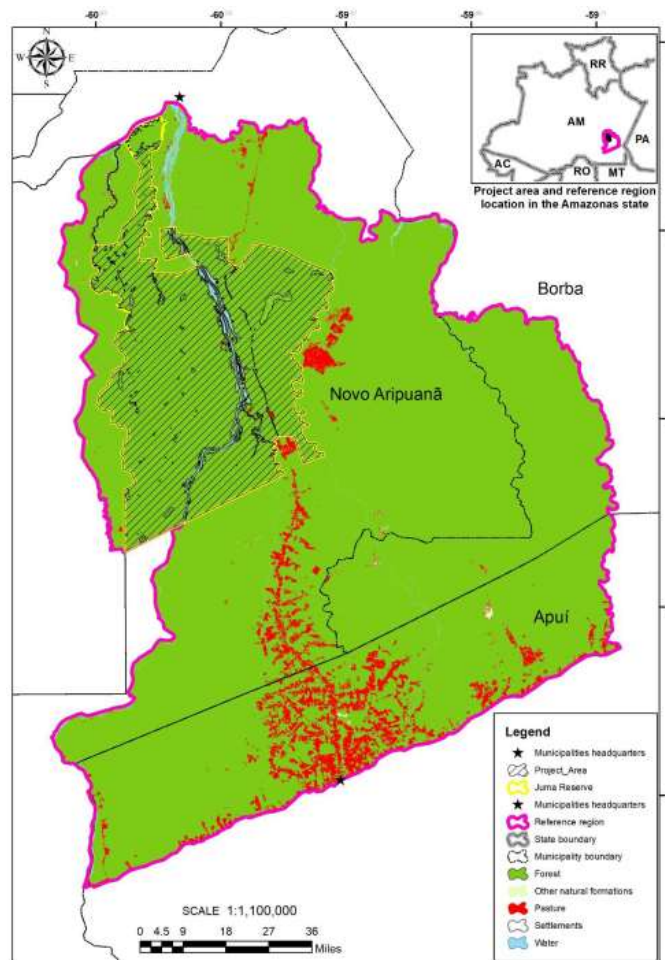 -60
-60
-59
-59
N
W E
S
RR
AM
PA
AC
RO
MT
Project area and reference region
location in the Amazonas state
Borba
Novo Aripuanã
Apuí
Legend
Municipalities headquarters
Project_Area
Juma Reserve
Municipalities headquarters
Reference region
State boundary
Municipality boundary
Forest
Other natural formations
Pasture
Settlements
Water
SCALE 1:1,100,000
0 4.5 9 18 27 36
Miles